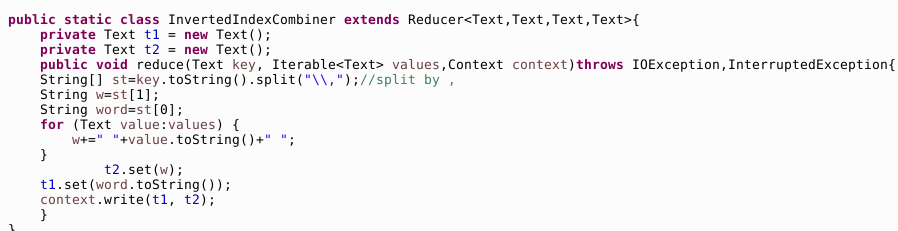 public static class InvertedIndexCombiner extends Reducer<Text,Text,Text,Text>{
    private Text t1 = new Text();
    private Text t2 = new Text();
    public void reduce(Text key, Iterable<Text> values,Context context)throws IOException,InterruptedException{
    String[] st=key.toString().split("\\,");//split by ,
    String w=st[1];
    String word=st[0];
    for (Text value:values) {
        w+=" "+value.toString()+" ";
    }
            t2.set(w);
    t1.set(word.toString());
    context.write(t1, t2);
    }
}